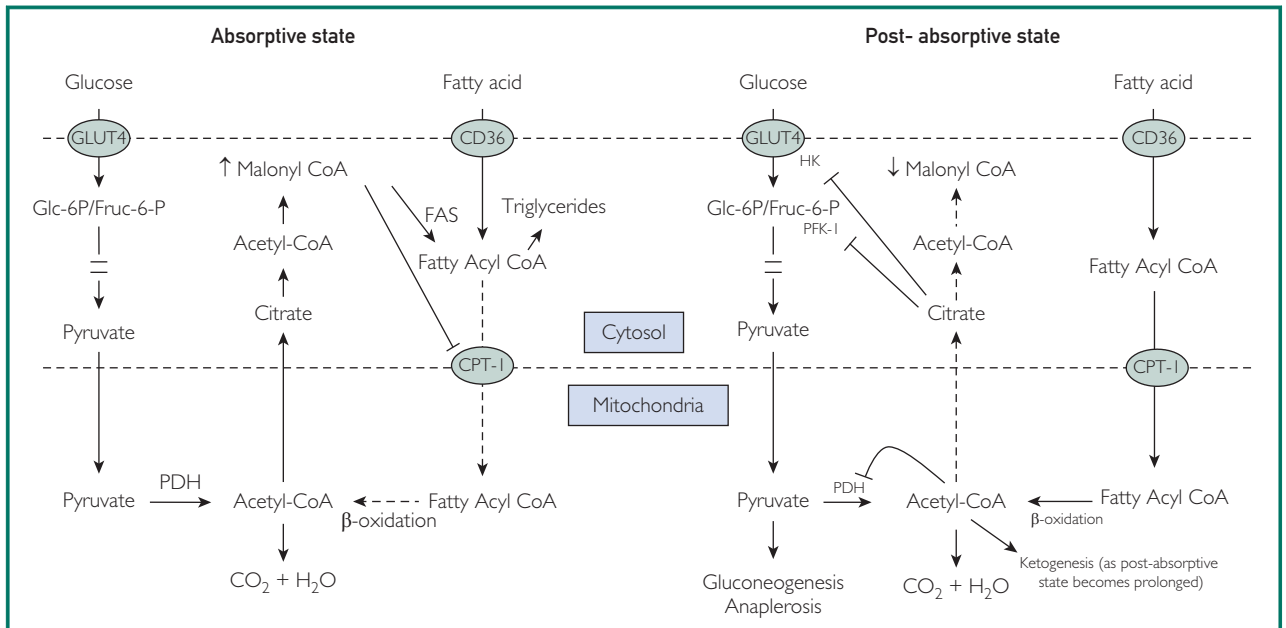 Absorptive state
Glucose
Fatty acid
GLUT4
CD36
↑ Malonyl CoA
Glc-6P/Fruc-6-P
FAS
Triglycerides
Acetyl-CoA
Fatty Acyl CoA
Citrate
Pyruvate
CPT-1
Pyruvate
PDH
Acetyl-CoA
β-oxidation
Fatty Acyl CoA
CO₂ + H₂O
Cytosol
Mitochondria
Post- absorptive state
Glucose
Fatty acid
GLUT4
CD36
HK
↓ Malonyl CoA
Glc-6P/Fruc-6-P
PFK-1
Acetyl-CoA
Fatty Acyl CoA
Citrate
Pyruvate
CPT-1
Pyruvate
PDH
Acetyl-CoA
β-oxidation
Fatty Acyl CoA
Gluconeogenesis
Anaplerosis
CO₂ + H₂O
Ketogenesis (as post-absorptive
state becomes prolonged)